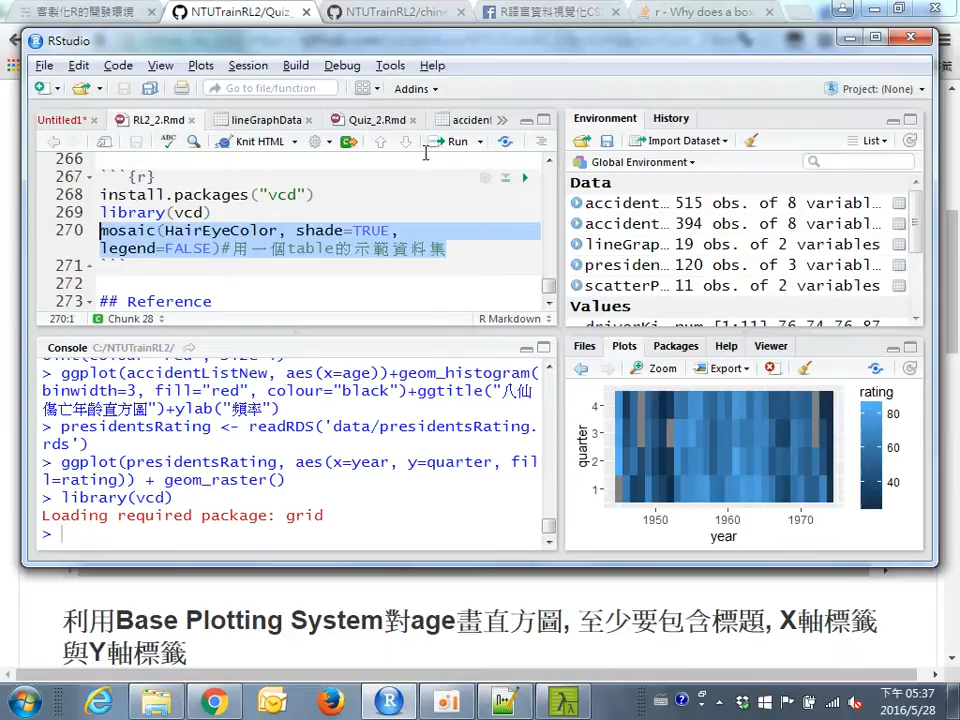 客製化R的開發環境
NTUTrainRL2/Quiz_
NTUTrainRL2/chine
R語言資料視覺化CS
r - Why does a box
RStudio
File Edit Code View Plots Session Build Debug Tools Help
Go to file/function
Addins
Project: (None)
Untitled1*
RL2_2.Rmd
lineGraphData
Quiz_2.Rmd
acciden
Knit HTML
Run
266
267 ```{r}
268 install.packages("vcd")
269 library(vcd)
270 mosaic(HairEyeColor, shade=TRUE,
legend=FALSE)#用一個table的示範資料集
271 ```
272
273 ## Reference
270:1 Chunk 28 R Markdown
Console C:/NTUTrainRL2/
> ggplot(accidentListNew, aes(x=age))+geom_histogram(
binwidth=3, fill="red", colour="black")+ggtitle("八仙
傷亡年齡直方圖")+ylab("頻率")
> presidentsRating <- readRDS('data/presidentsRating.
rds')
> ggplot(presidentsRating, aes(x=year, y=quarter, fil
l=rating)) + geom_raster()
> library(vcd)
Loading required package: grid
>
Environment History
Import Dataset
List
Global Environment
Data
accident… 515 obs. of 8 variabl…
accident… 394 obs. of 8 variabl…
lineGrap… 19 obs. of 2 variables
presiden… 120 obs. of 3 variabl…
scatterP… 11 obs. of 2 variables
Values
Files Plots Packages Help Viewer
Zoom Export
rating
80
60
40
quarter
4
3
2
1
1950 1960 1970
year
利用Base Plotting System對age畫直方圖, 至少要包含標題, X軸標籤
與Y軸標籤
下午 05:37
2016/5/28